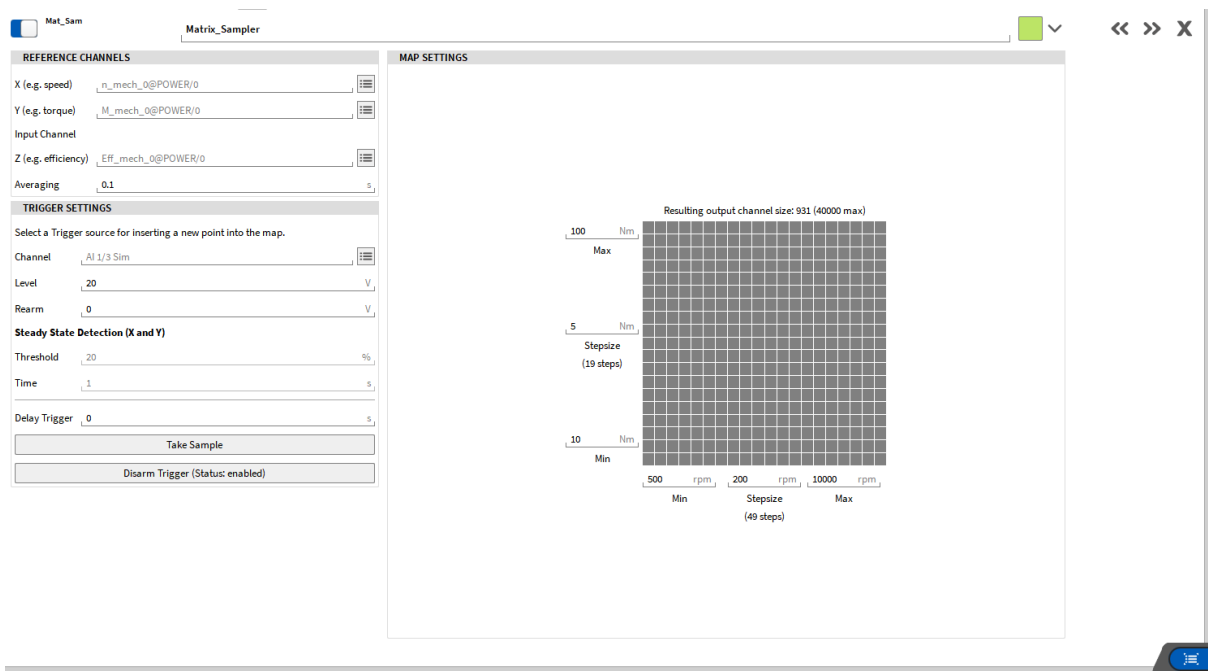 Mat_Sam
Matrix_Sampler
REFERENCE CHANNELS
X (e.g. speed) n_mech_0@POWER/0
Y (e.g. torque) M_mech_0@POWER/0
Input Channel
Z (e.g. efficiency) Eff_mech_0@POWER/0
Averaging 0.1 s
TRIGGER SETTINGS
Select a Trigger source for inserting a new point into the map.
Channel AI 1/3 Sim
Level 20 V
Rearm 0 V
Steady State Detection (X and Y)
Threshold 20 %
Time 1 s
Delay Trigger 0 s
Take Sample
Disarm Trigger (Status: enabled)
MAP SETTINGS
Resulting output channel size: 931 (40000 max)
100 Nm
Max
5 Nm
Stepsize
(19 steps)
10 Nm
Min
500 rpm 200 rpm 10000 rpm
Min Stepsize Max
(49 steps)